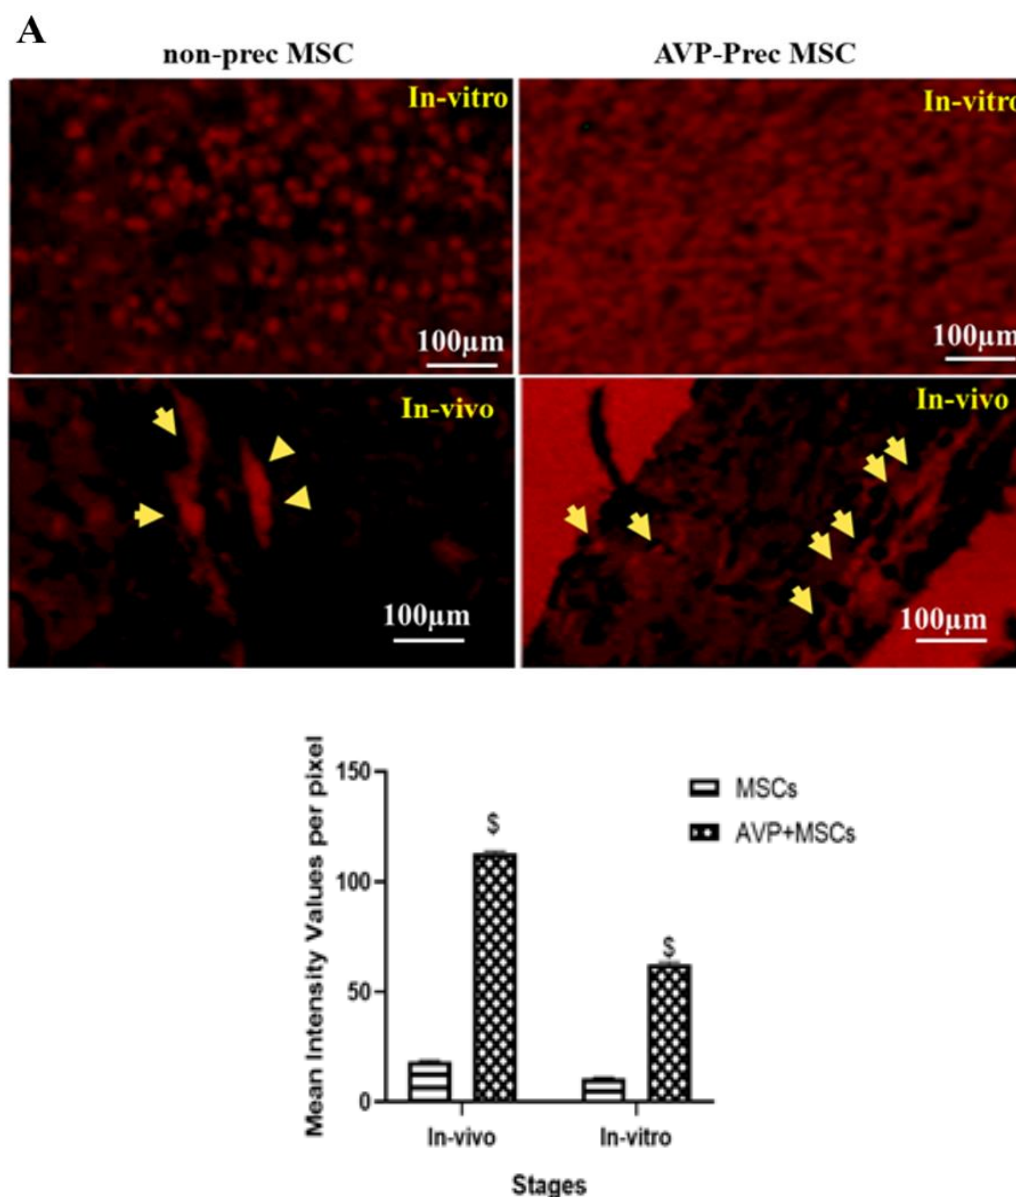 A
non-prec MSC
AVP-Prec MSC
In-vitro
In-vitro
100µm
100µm
In-vivo
In-vivo
100µm
100µm
Mean Intensity Values per pixel
150
100
50
0
$
$
MSCs
AVP+MSCs
In-vivo
In-vitro
Stages